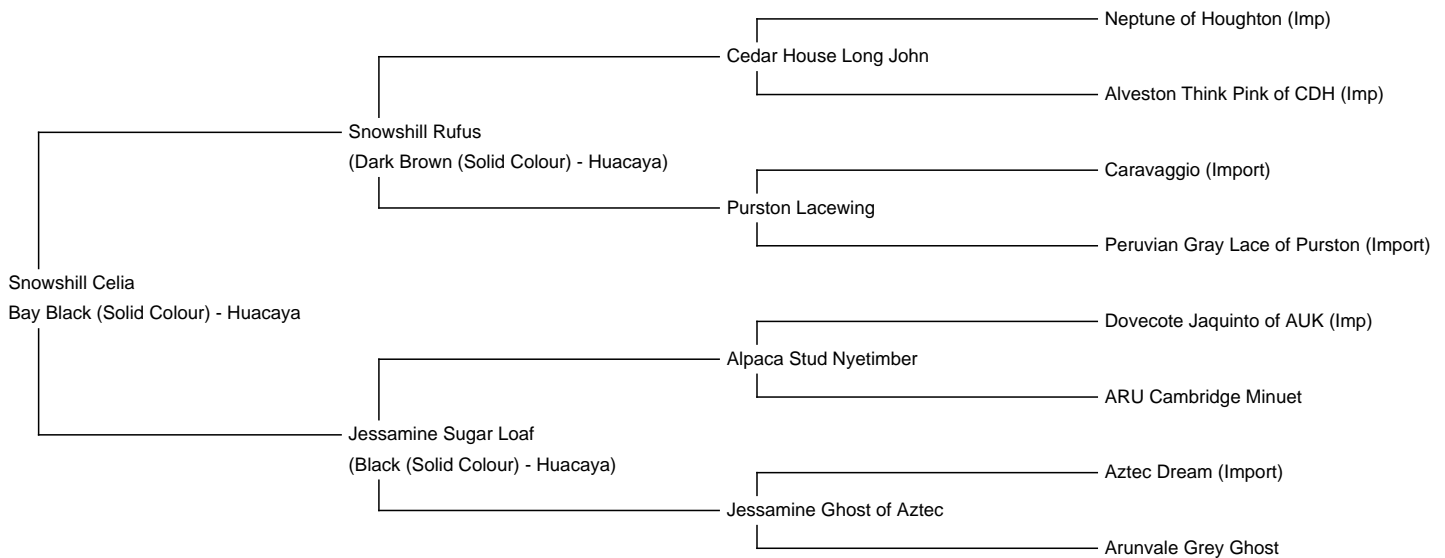 Neptune of Houghton (Imp)
Cedar House Long John
Alveston Think Pink of CDH (Imp)
Snowshill Rufus
(Dark Brown (Solid Colour) - Huacaya)
Caravaggio (Import)
Purston Lacewing
Peruvian Gray Lace of Purston (Import)
Snowshill Celia
Bay Black (Solid Colour) - Huacaya
Dovecote Jaquinto of AUK (Imp)
Alpaca Stud Nyetimber
ARU Cambridge Minuet
Jessamine Sugar Loaf
(Black (Solid Colour) - Huacaya)
Aztec Dream (Import)
Jessamine Ghost of Aztec
Arunvale Grey Ghost